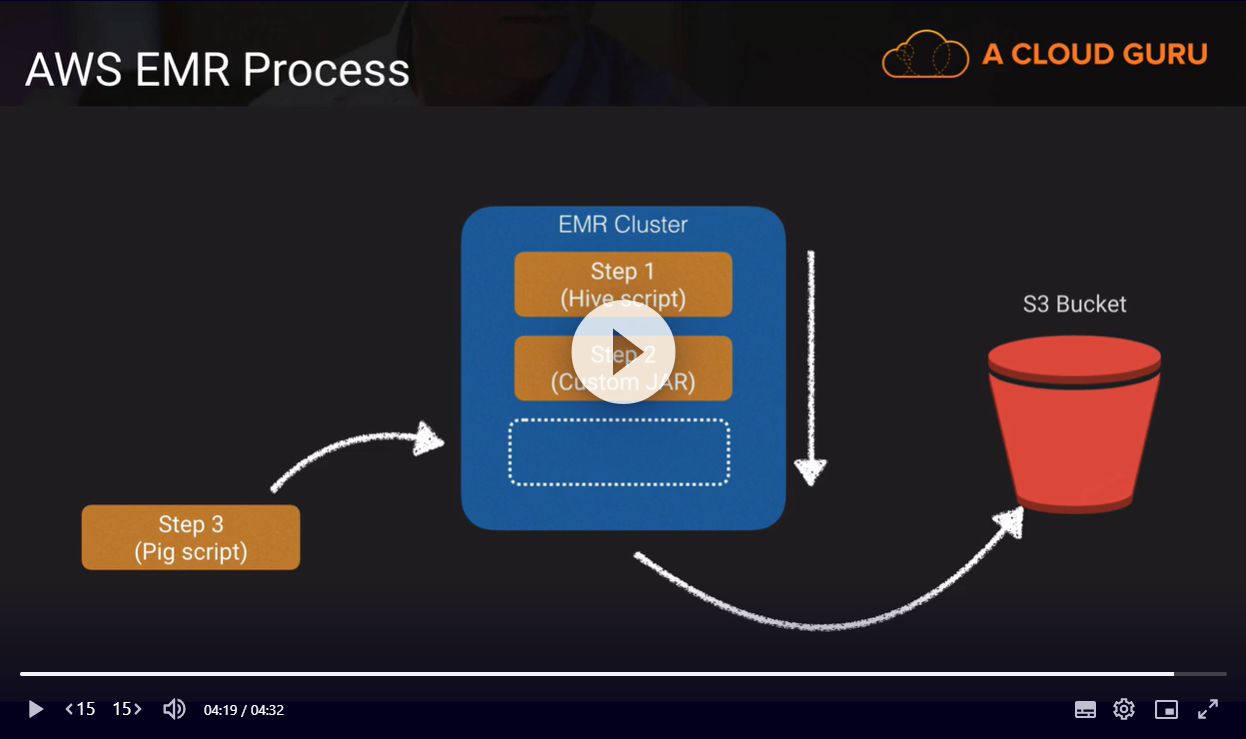 AWS EMR Process
A CLOUD GURU
EMR Cluster
Step 1
(Hive script)
S3 Bucket
Step 2
(Custom JAR)
Step 3
(Pig script)
15
15
04:19 / 04:32